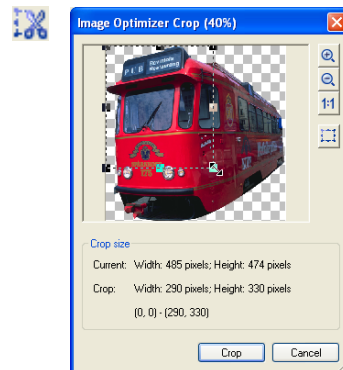 Image Optimizer Crop (40%)
1:1
Crop size
Current: Width: 485 pixels; Height: 474 pixels
Crop: Width: 290 pixels; Height: 330 pixels
(0, 0) - (290, 330)
Crop
Cancel